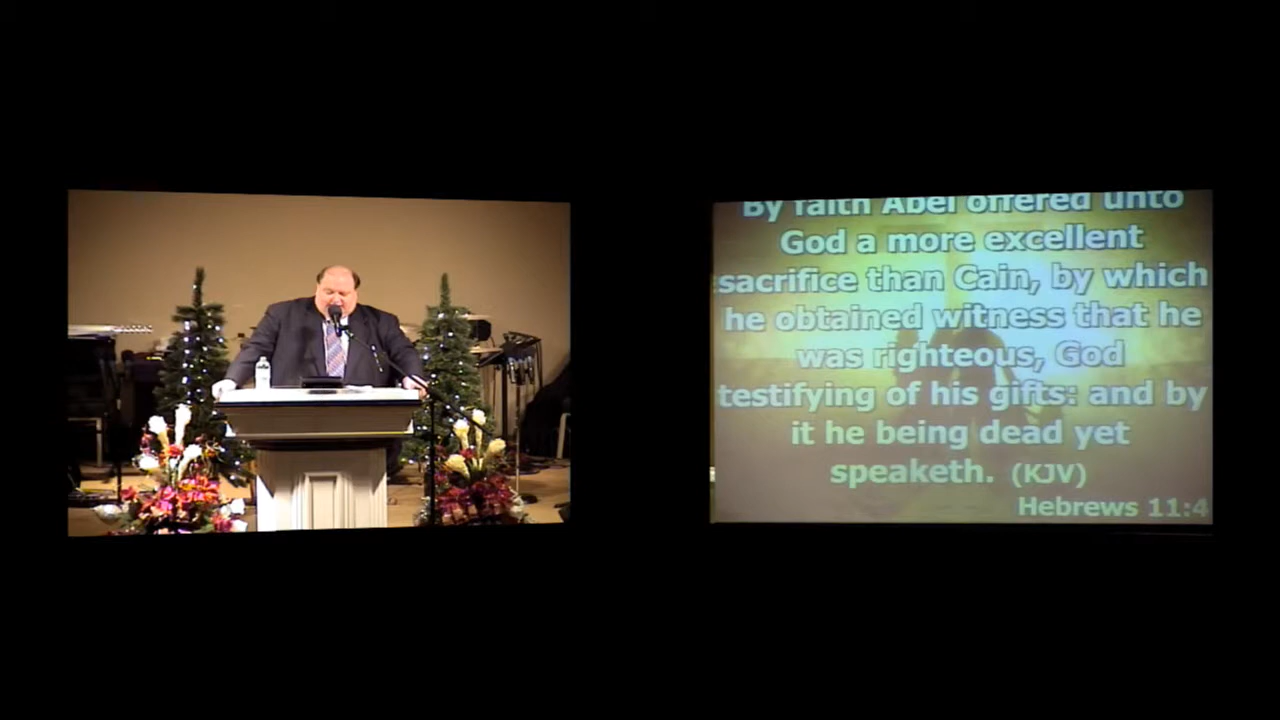 By faith Abel offered unto
God a more excellent
sacrifice than Cain, by which
he obtained witness that he
was righteous, God
testifying of his gifts: and by
it he being dead yet
speaketh. (KJV)
Hebrews 11:4